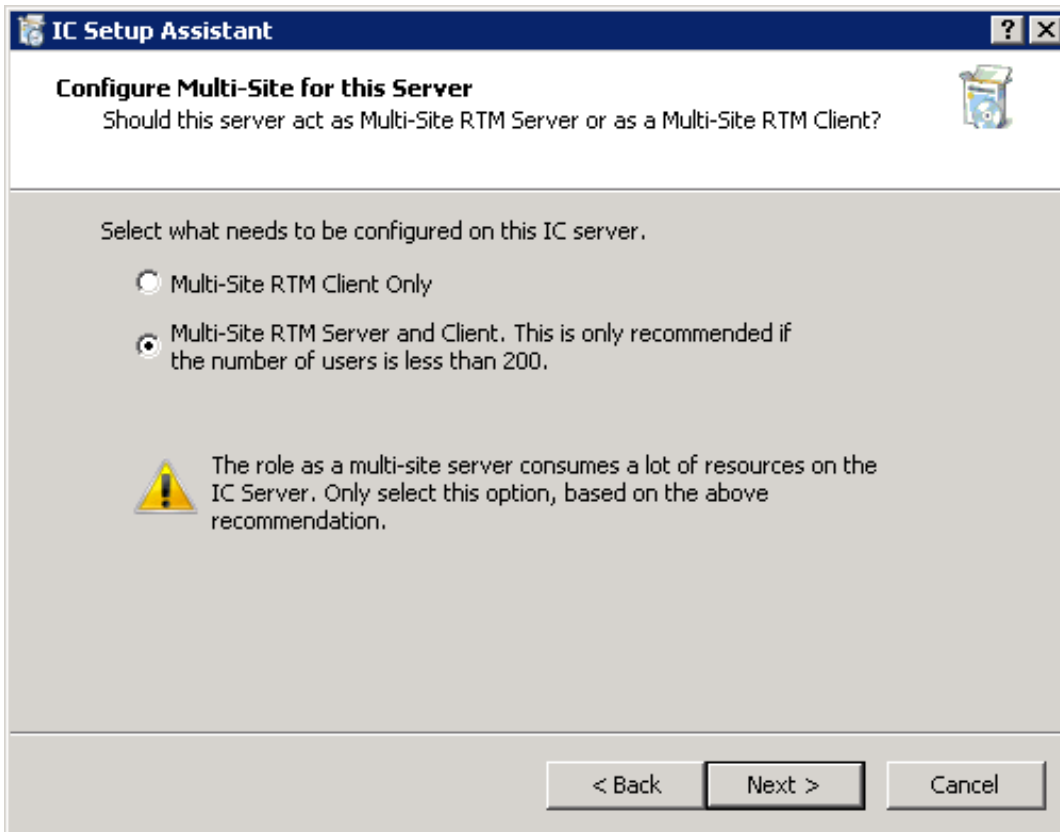 IC Setup Assistant
Configure Multi-Site for this Server
Should this server act as Multi-Site RTM Server or as a Multi-Site RTM Client?
Select what needs to be configured on this IC server.
Multi-Site RTM Client Only
Multi-Site RTM Server and Client. This is only recommended if
the number of users is less than 200.
The role as a multi-site server consumes a lot of resources on the
IC Server. Only select this option, based on the above
recommendation.
< Back Next > Cancel